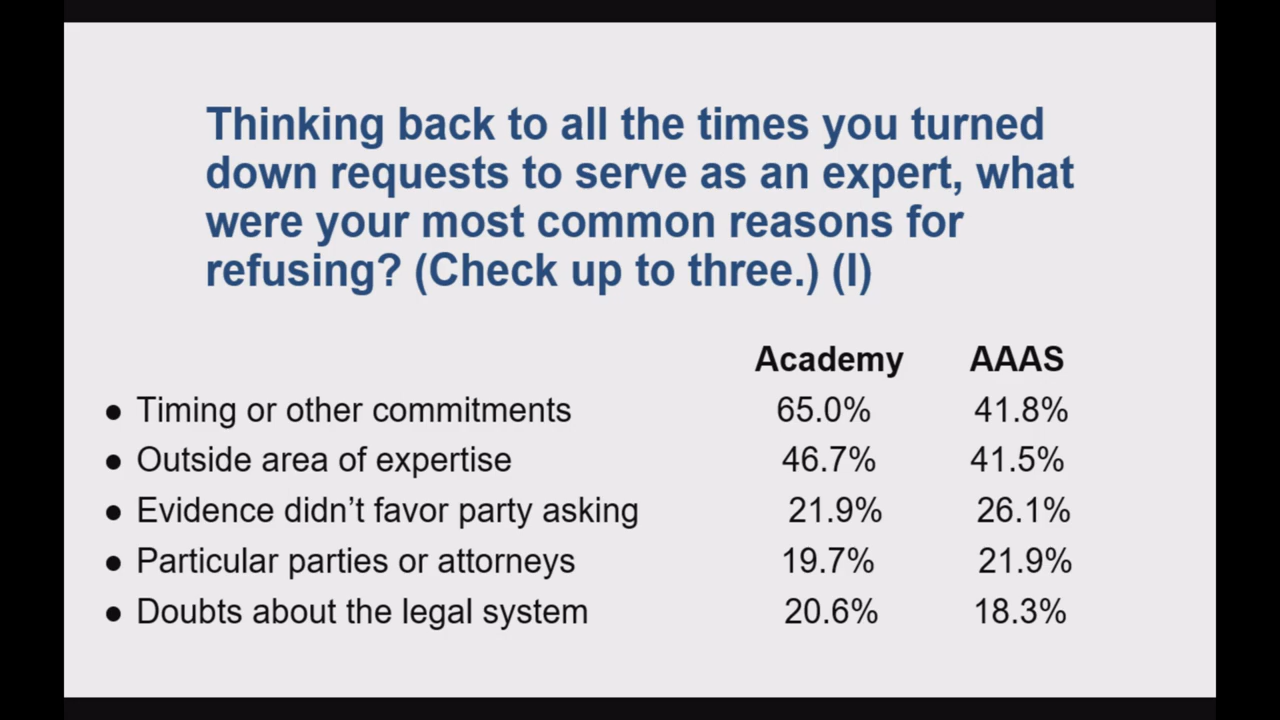 Thinking back to all the times you turned
down requests to serve as an expert, what
were your most common reasons for
refusing? (Check up to three.) (I)
Academy AAAS
● Timing or other commitments 65.0% 41.8%
● Outside area of expertise 46.7% 41.5%
● Evidence didn’t favor party asking 21.9% 26.1%
● Particular parties or attorneys 19.7% 21.9%
● Doubts about the legal system 20.6% 18.3%